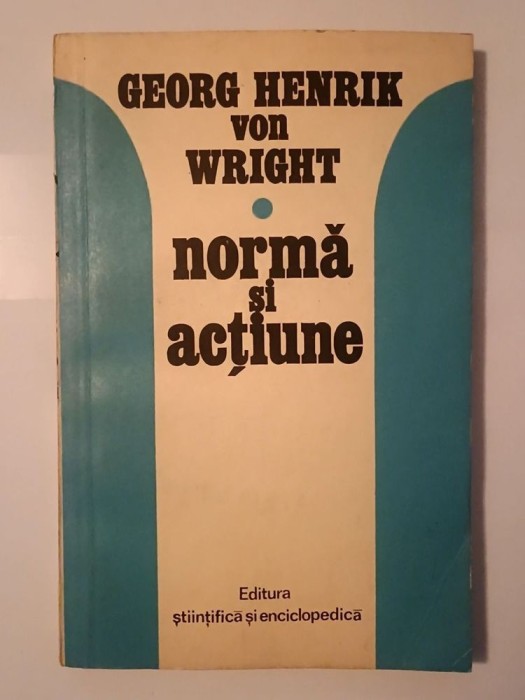 GEORG HENRIK
von
WRIGHT
normă
și
acțiune
Editura
științifică și enciclopedică